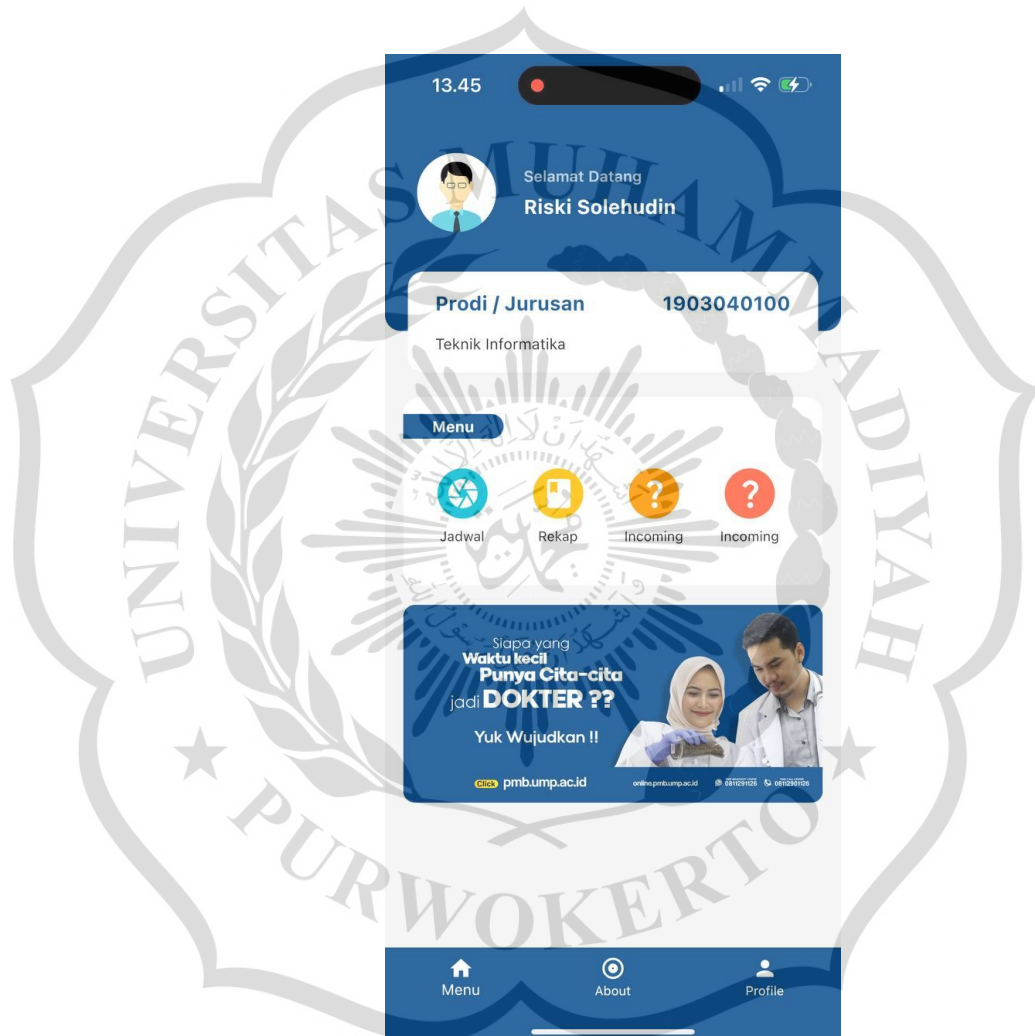 13.45
Selamat Datang
Riski Solehudin
Prodi / Jurusan 1903040100
Teknik Informatika
Menu
Jadwal Rekap Incoming Incoming
Siapa yang
Waktu kecil
Punya Cita-cita
jadi DOKTER ??
Yuk Wujudkan !!
Click pmb.ump.ac.id online.pmb.ump.ac.id
Menu About Profile
UNIVERSITAS MUHAMMADIYAH
PURWOKERTO